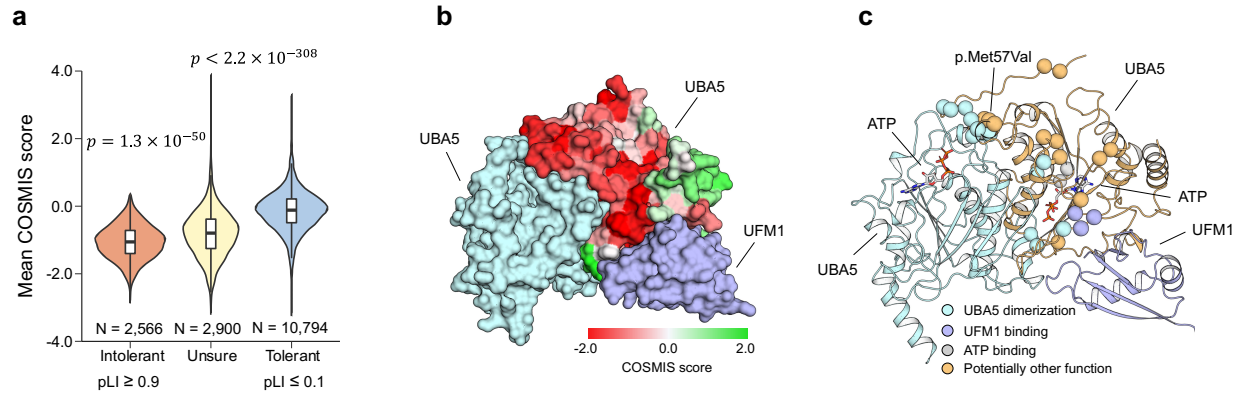 a
p < 2.2 × 10⁻³⁰⁸
p = 1.3 × 10⁻⁵⁰
Mean COSMIS score
4.0
2.0
0.0
-2.0
-4.0
N = 2,566
N = 2,900
N = 10,794
Intolerant
Unsure
Tolerant
pLI ≥ 0.9
pLI ≤ 0.1
b
UBA5
UBA5
UFM1
-2.0
0.0
2.0
COSMIS score
c
p.Met57Val
UBA5
ATP
ATP
UFM1
UBA5
UBA5 dimerization
UFM1 binding
ATP binding
Potentially other function